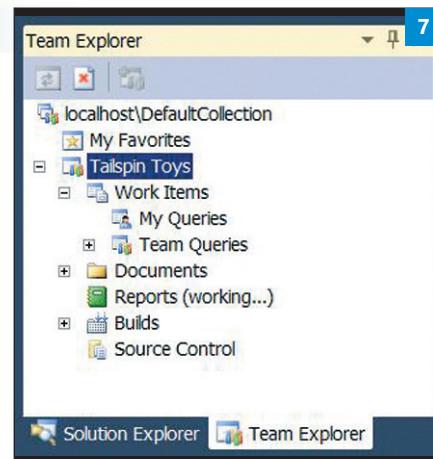 7
Team Explorer
localhost\DefaultCollection
My Favorites
Tailspin Toys
Work Items
My Queries
Team Queries
Documents
Reports (working...)
Builds
Source Control
Solution Explorer Team Explorer